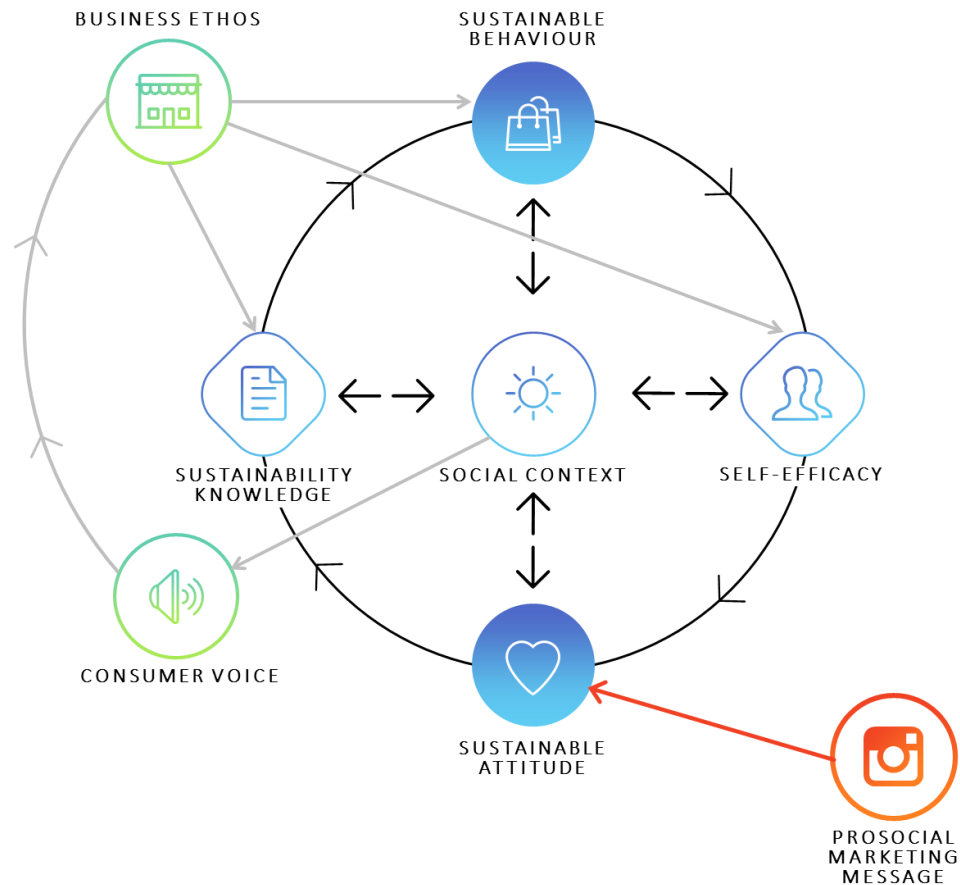 BUSINESS ETHOS
SUSTAINABLE
BEHAVIOUR
SUSTAINABILITY
KNOWLEDGE
SOCIAL CONTEXT
SELF-EFFICACY
CONSUMER VOICE
SUSTAINABLE
ATTITUDE
PROSOCIAL
MARKETING
MESSAGE